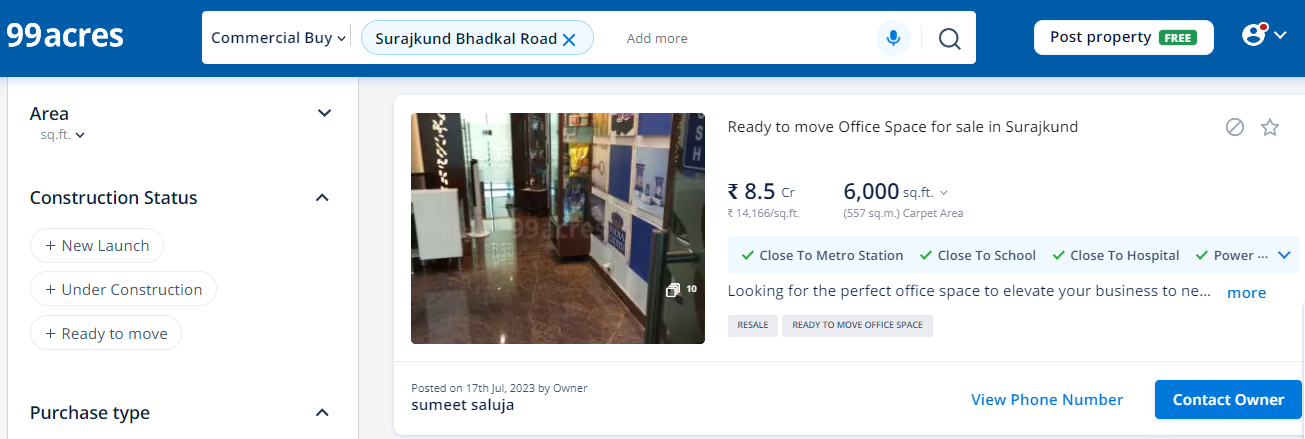 99acres
Commercial Buy
Surajkund Bhadkal Road
Add more
Post property FREE
Area
sq.ft.
Construction Status
+ New Launch
+ Under Construction
+ Ready to move
Purchase type
99acres
10
Ready to move Office Space for sale in Surajkund
₹ 8.5 Cr
₹ 14,166/sq.ft.
6,000 sq.ft.
(557 sq.m.) Carpet Area
Close To Metro Station Close To School Close To Hospital Power ...
Looking for the perfect office space to elevate your business to ne... more
RESALE READY TO MOVE OFFICE SPACE
Posted on 17th Jul, 2023 by Owner
sumeet saluja
View Phone Number
Contact Owner